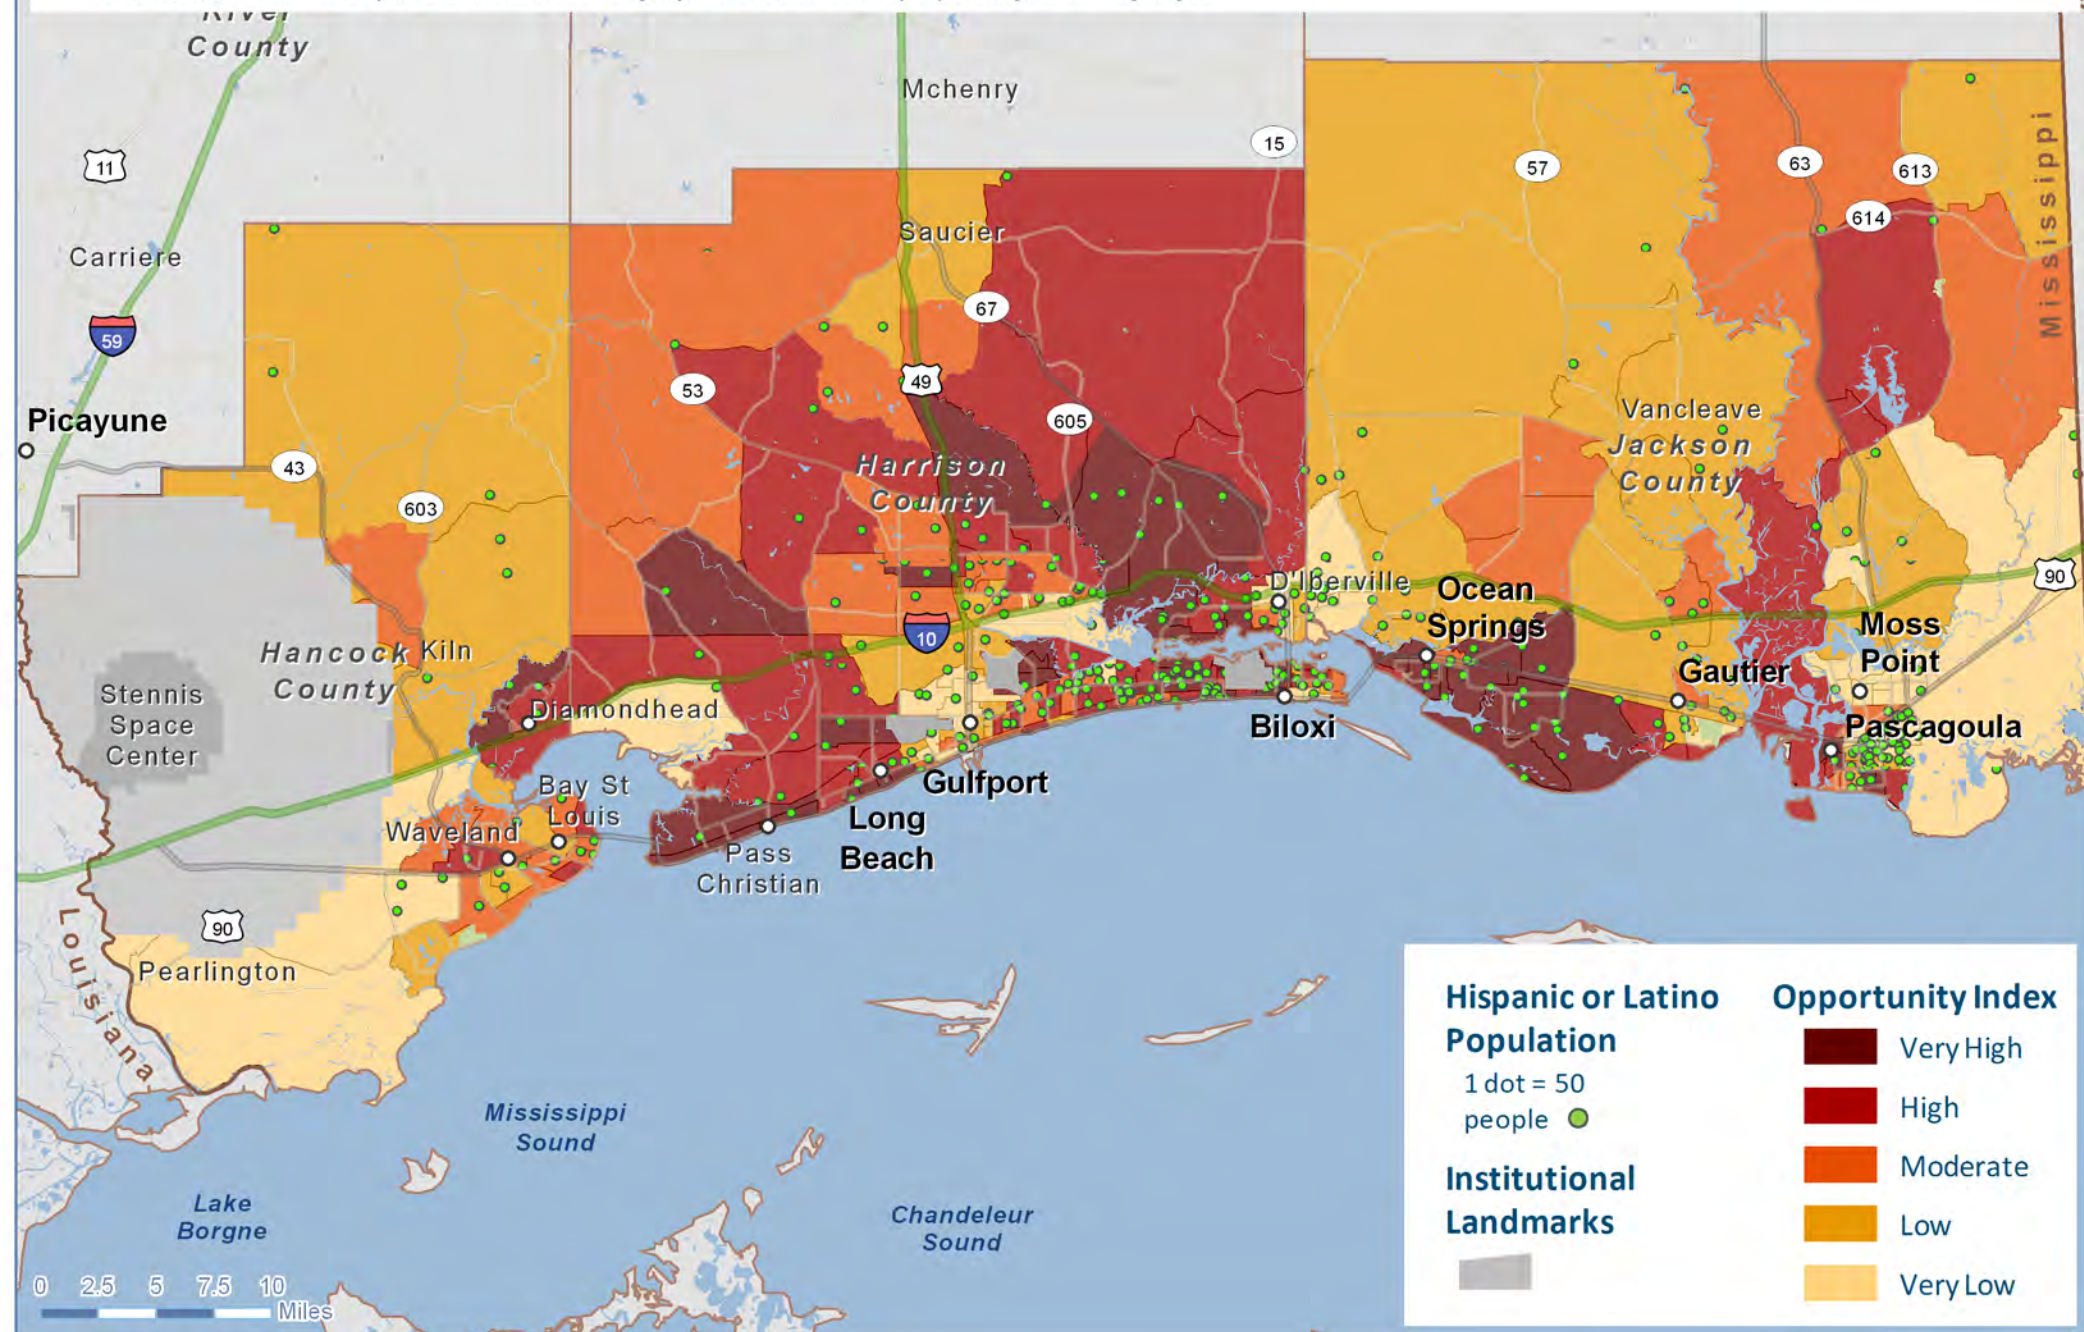 River
County
Mchenry
15
11
57
63
613
614
Mississippi
Carriere
Saucier
67
59
49
53
605
Picayune
Vancleave
Jackson
County
43
Harrison
County
603
D'Iberville
90
Ocean
Springs
10
Moss
Point
Hancock
County
Kiln
Gautier
Stennis
Space
Center
Diamondhead
Biloxi
Pascagoula
Bay St
Louis
Gulfport
Waveland
Long
Beach
Pass
Christian
90
Louisiana
Pearlington
Mississippi
Sound
Lake
Borgne
Chandeleur
Sound
0 2.5 5 7.5 10
Miles
Hispanic or Latino
Population
1 dot = 50
people
Institutional
Landmarks
Opportunity Index
Very High
High
Moderate
Low
Very Low